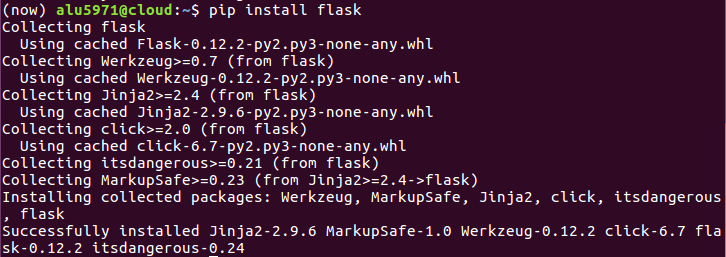 (now) alu5971@cloud:~$ pip install flask
Collecting flask
  Using cached Flask-0.12.2-py2.py3-none-any.whl
Collecting Werkzeug>=0.7 (from flask)
  Using cached Werkzeug-0.12.2-py2.py3-none-any.whl
Collecting Jinja2>=2.4 (from flask)
  Using cached Jinja2-2.9.6-py2.py3-none-any.whl
Collecting click>=2.0 (from flask)
  Using cached click-6.7-py2.py3-none-any.whl
Collecting itsdangerous>=0.21 (from flask)
Collecting MarkupSafe>=0.23 (from Jinja2>=2.4->flask)
Installing collected packages: Werkzeug, MarkupSafe, Jinja2, click, itsdangerous
, flask
Successfully installed Jinja2-2.9.6 MarkupSafe-1.0 Werkzeug-0.12.2 click-6.7 fla
sk-0.12.2 itsdangerous-0.24